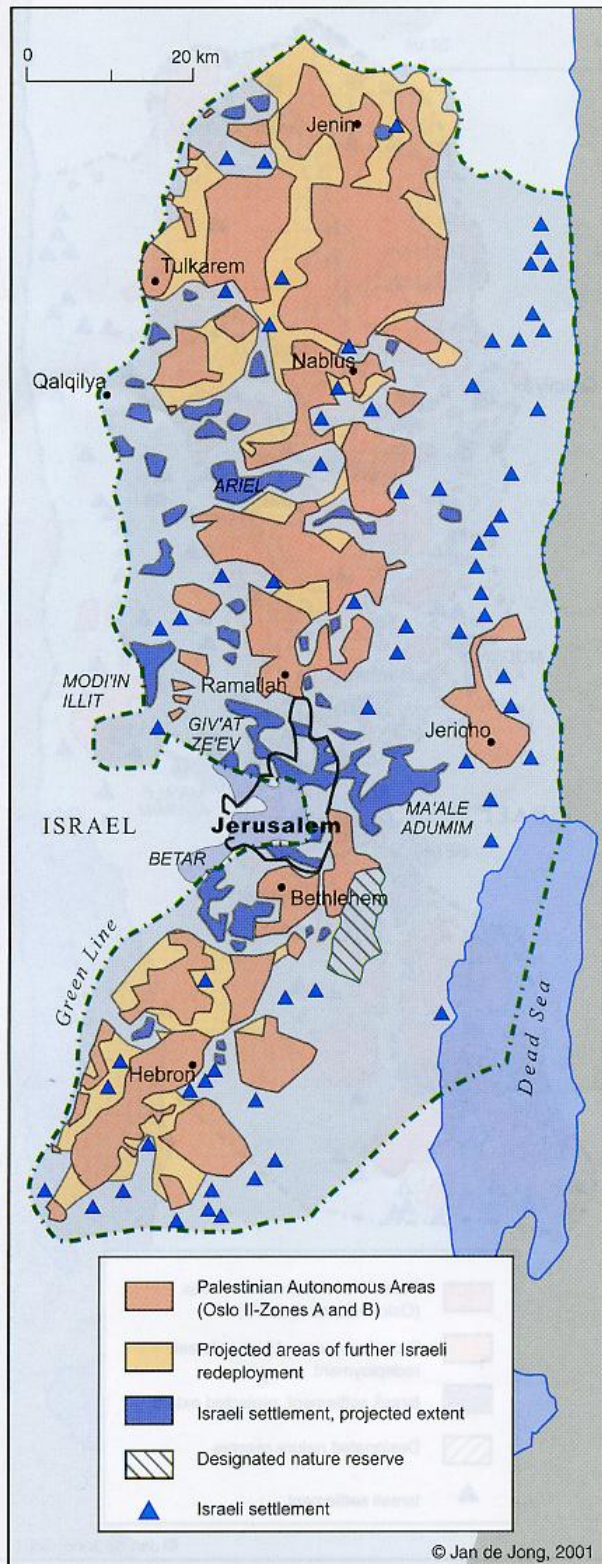 0 20 km
Jenin
Tulkarem
Nablus
Qalqilya
ARIEL
MODI'IN
ILLIT
Ramallah
GIV'AT
ZE'EV
Jericho
ISRAEL
Jerusalem
MA'ALE
ADUMIM
BETAR
Bethlehem
Green Line
Dead Sea
Hebron
Palestinian Autonomous Areas
(Oslo II-Zones A and B)
Projected areas of further Israeli
redeployment
Israeli settlement, projected extent
Designated nature reserve
Israeli settlement
© Jan de Jong, 2001